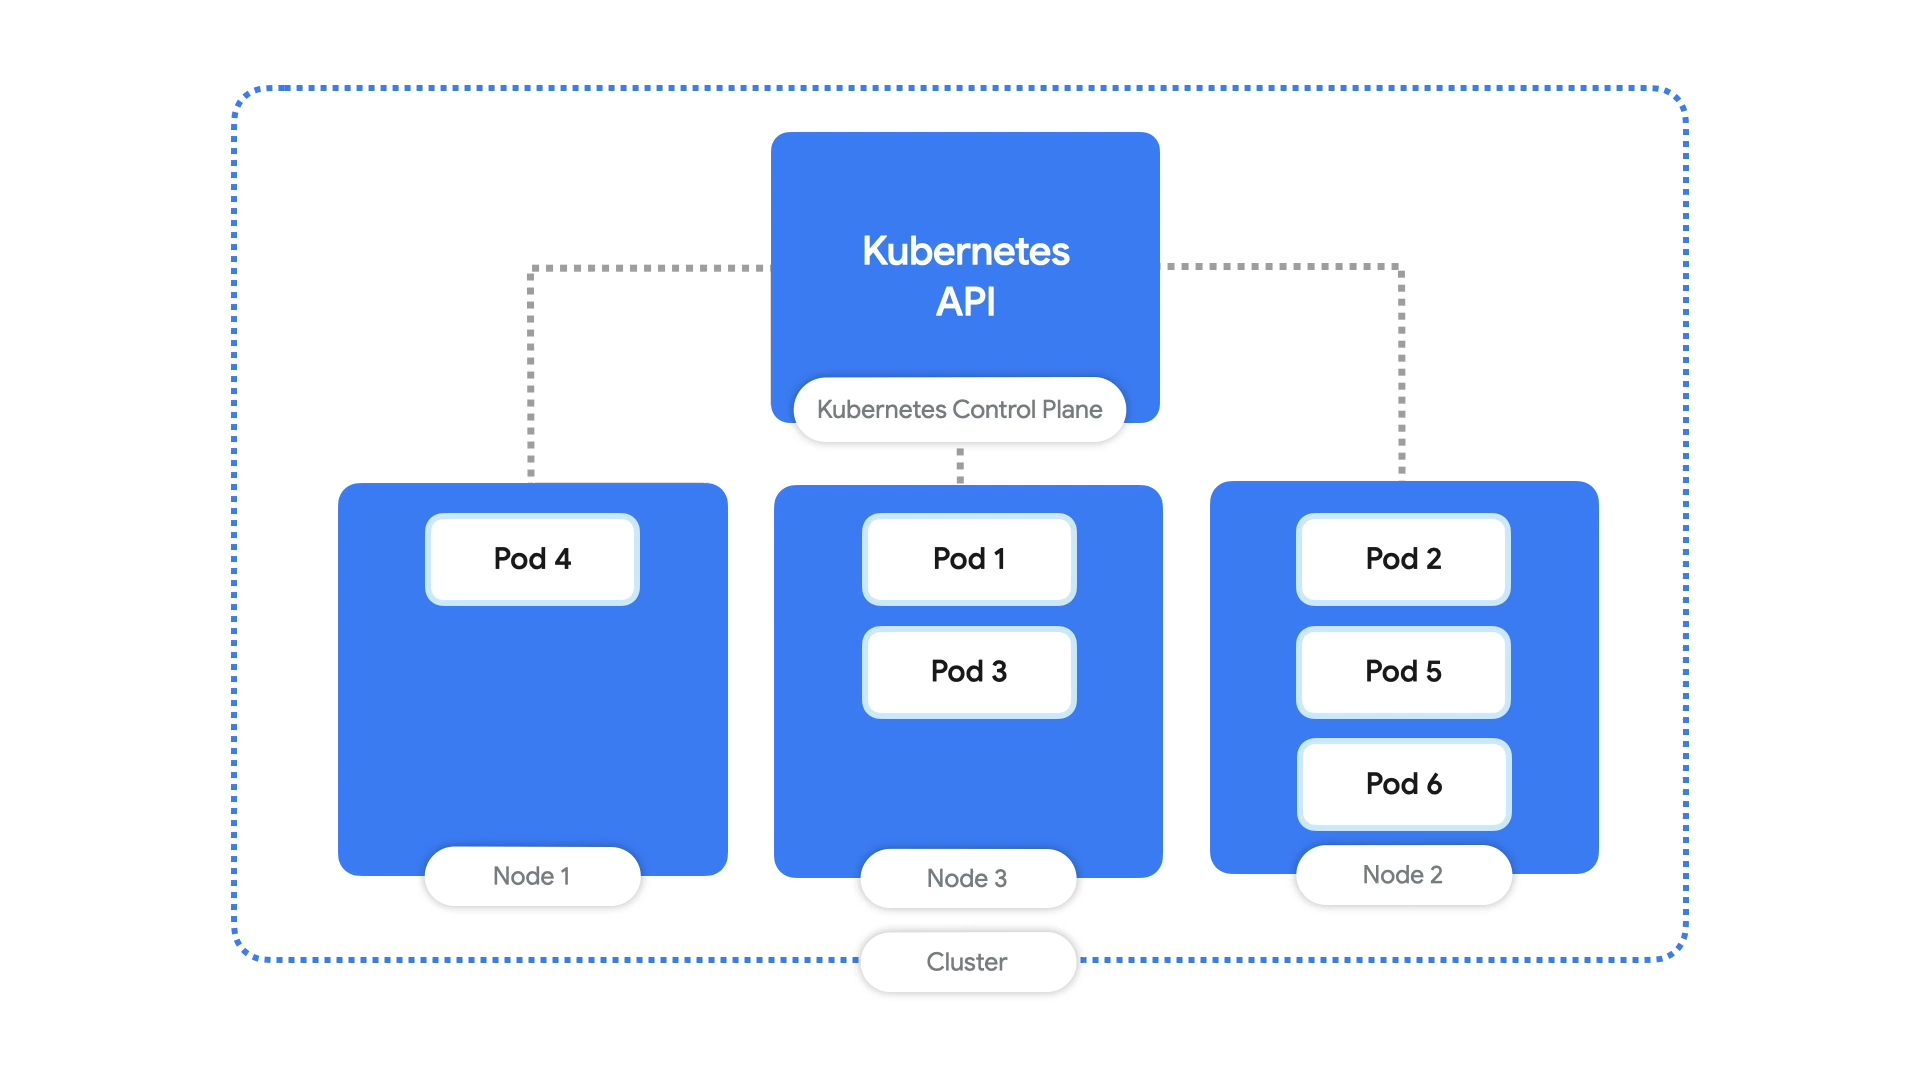 Kubernetes
API
Kubernetes Control Plane
Pod 4
Node 1
Pod 1
Pod 3
Node 3
Pod 2
Pod 5
Pod 6
Node 2
Cluster